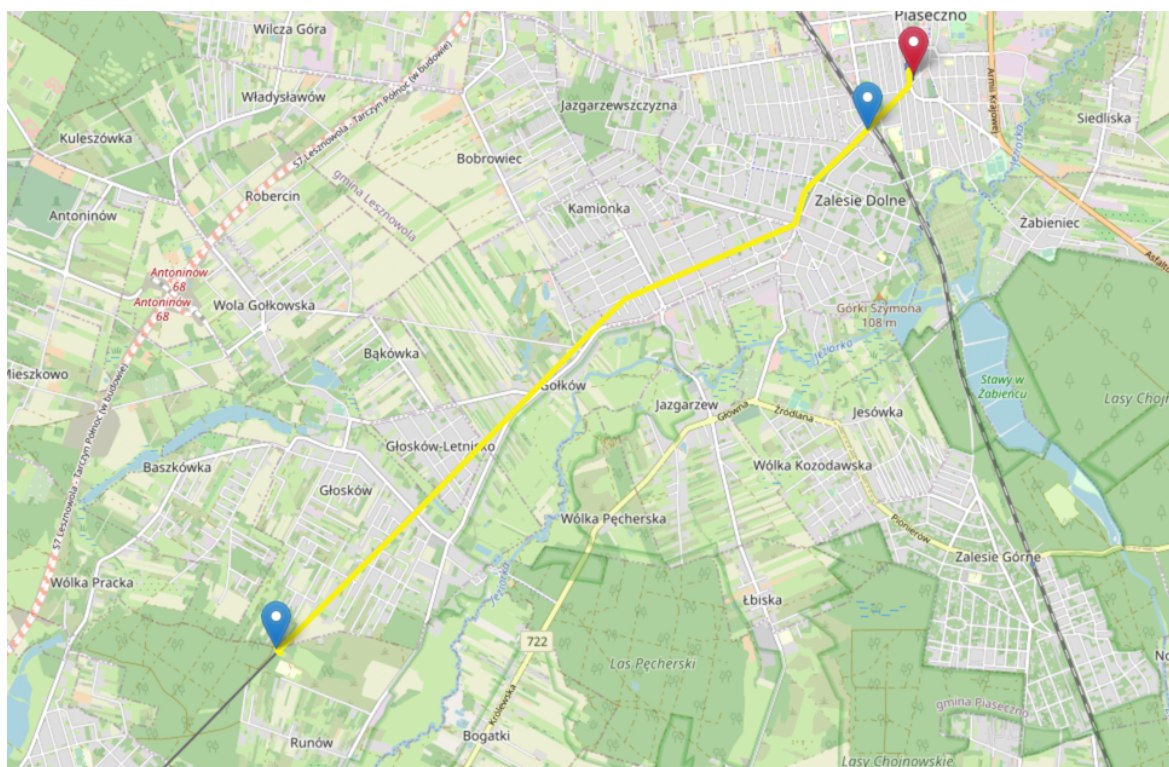 Piaseczno
Wilcza Góra
Armii Krajowej
Władysławów
Jazgarzewszczyzna
Siedliska
Kuleszówka
S7 Lesznowola - Tarczyn Północ (w budowie)
Bobrowiec
Jeziorka
gmina Lesznowola
Robercin
Zalesie Dolne
Antoninów
Kamionka
Żabieniec
Antoninów
68
Antoninów
68
Wola Gołkowska
Górki Szymona
108 m
Jeziorka
Bąkówka
Mieszkowo
Gołków
Stawy w
Żabieńcu
Jazgarzew
Główna
Źródlana
Jesówka
Głosków-Letnisko
Baszkówka
Wólka Kozodawska
Głosków
S7 Lesznowola - Tarczyn Północ (w budowie)
Wólka Pęcherska
Pionierów
Zalesie Górne
Wólka Pracka
Jeziorka
Łbiska
722
Las Pęcherski
Królewska
gmina Piaseczno
Runów
Bogatki
Lasy Chojnowskie